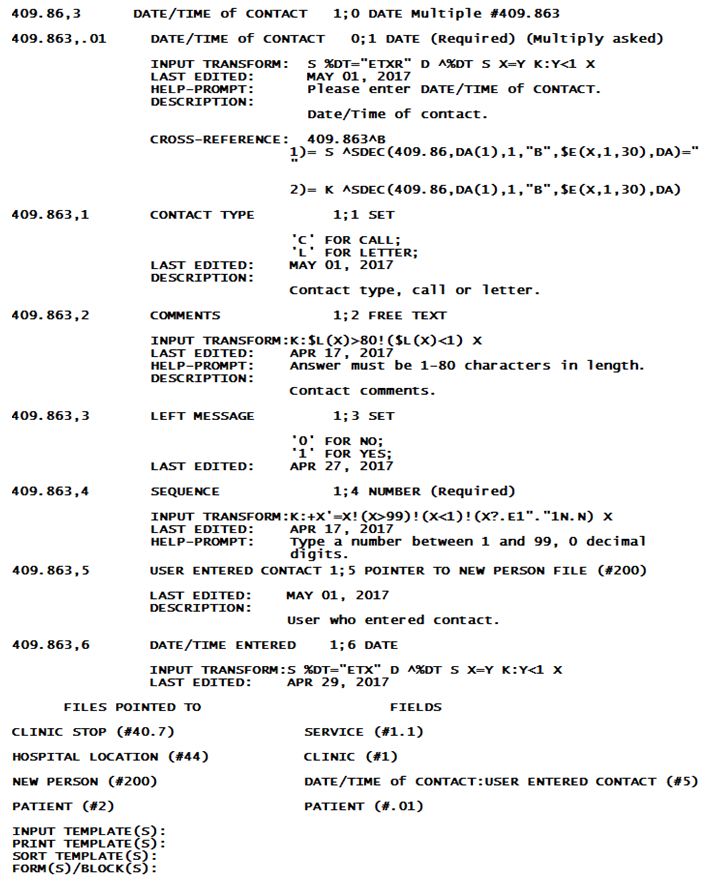 409.86,3 DATE/TIME of CONTACT 1;0 DATE Multiple #409.863
409.863,.01 DATE/TIME of CONTACT 0;1 DATE (Required) (Multiply asked)
INPUT TRANSFORM: S %DT="ETXR" D ^%DT S X=Y K:Y<1 X
LAST EDITED: MAY 01, 2017
HELP-PROMPT: Please enter DATE/TIME of CONTACT.
DESCRIPTION:
Date/Time of contact.
CROSS-REFERENCE: 409.863^B
1)= S ^SDEC(409.86,DA(1),1,"B",$E(X,1,30),DA)="
"
2)= K ^SDEC(409.86,DA(1),1,"B",$E(X,1,30),DA)
409.863,1 CONTACT TYPE 1;1 SET
'C' FOR CALL;
'L' FOR LETTER;
LAST EDITED: MAY 01, 2017
DESCRIPTION:
Contact type, call or letter.
409.863,2 COMMENTS 1;2 FREE TEXT
INPUT TRANSFORM:K:$L(X)>80!($L(X)<1) X
LAST EDITED: APR 17, 2017
HELP-PROMPT: Answer must be 1-80 characters in length.
DESCRIPTION:
Contact comments.
409.863,3 LEFT MESSAGE 1;3 SET
'0' FOR NO;
'1' FOR YES;
LAST EDITED: APR 27, 2017
409.863,4 SEQUENCE 1;4 NUMBER (Required)
INPUT TRANSFORM:K:+X'=X!(X>99)!(X<1)!(X?.E1"."1N.N) X
LAST EDITED: APR 17, 2017
HELP-PROMPT: Type a number between 1 and 99, 0 decimal
digits.
409.863,5 USER ENTERED CONTACT 1;5 POINTER TO NEW PERSON FILE (#200)
LAST EDITED: MAY 01, 2017
DESCRIPTION:
User who entered contact.
409.863,6 DATE/TIME ENTERED 1;6 DATE
INPUT TRANSFORM:S %DT="ETX" D ^%DT S X=Y K:Y<1 X
LAST EDITED: APR 29, 2017
FILES POINTED TO FIELDS
CLINIC STOP (#40.7) SERVICE (#1.1)
HOSPITAL LOCATION (#44) CLINIC (#1)
NEW PERSON (#200) DATE/TIME of CONTACT:USER ENTERED CONTACT (#5)
PATIENT (#2) PATIENT (#.01)
INPUT TEMPLATE(S):
PRINT TEMPLATE(S):
SORT TEMPLATE(S):
FORM(S)/BLOCK(S):